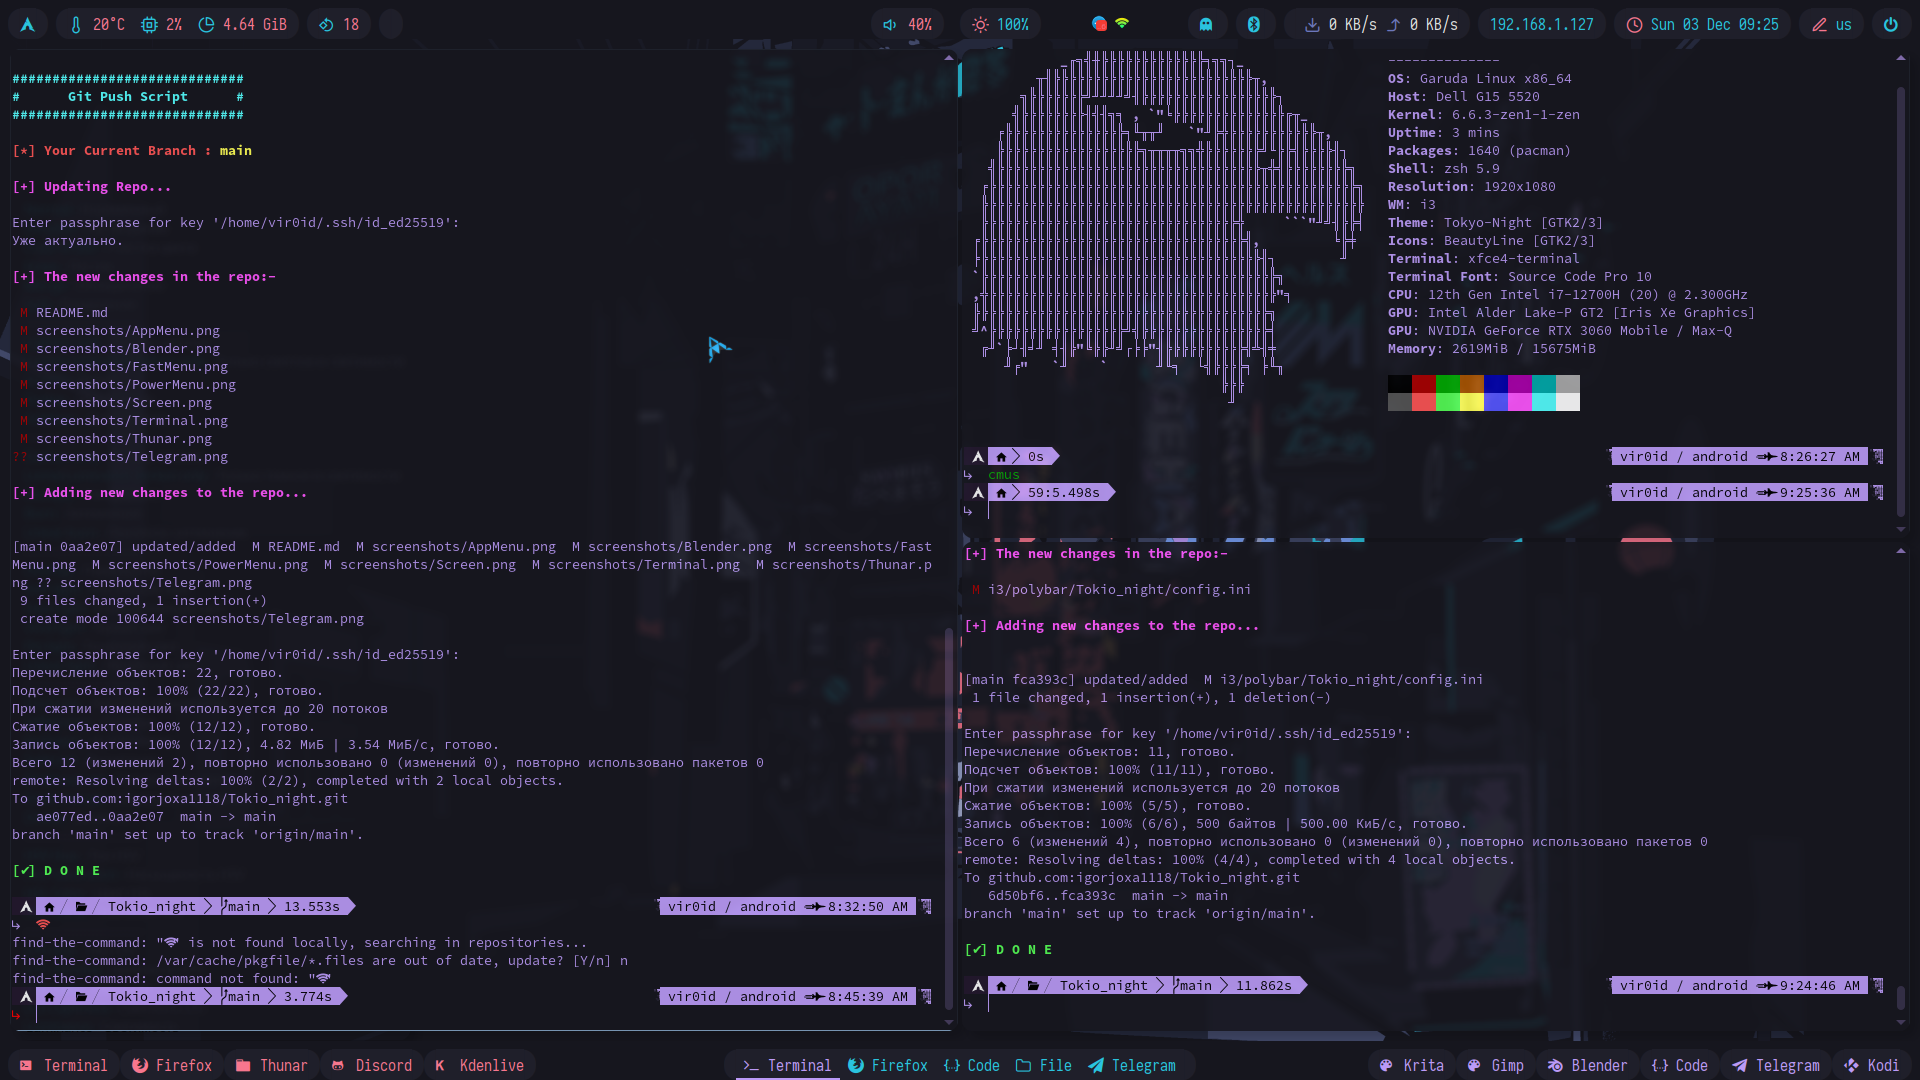 20°C 2% 4.64 GiB 18 40% 100% 0 KB/s 0 KB/s 192.168.1.127 Sun 03 Dec 09:25 us
#############################
# Git Push Script #
#############################
[*] Your Current Branch : main
[+] Updating Repo...
Enter passphrase for key '/home/vir0id/.ssh/id_ed25519':
Уже актуально.
[+] The new changes in the repo:-
M README.md
M screenshots/AppMenu.png
M screenshots/Blender.png
M screenshots/FastMenu.png
M screenshots/PowerMenu.png
M screenshots/Screen.png
M screenshots/Terminal.png
M screenshots/Thunar.png
?? screenshots/Telegram.png
[+] Adding new changes to the repo...
[main 0aa2e07] updated/added  M README.md  M screenshots/AppMenu.png  M screenshots/Blender.png  M screenshots/Fast
Menu.png  M screenshots/PowerMenu.png  M screenshots/Screen.png  M screenshots/Terminal.png  M screenshots/Thunar.p
ng ?? screenshots/Telegram.png
9 files changed, 1 insertion(+)
create mode 100644 screenshots/Telegram.png
Enter passphrase for key '/home/vir0id/.ssh/id_ed25519':
Перечисление объектов: 22, готово.
Подсчет объектов: 100% (22/22), готово.
При сжатии изменений используется до 20 потоков
Сжатие объектов: 100% (12/12), готово.
Запись объектов: 100% (12/12), 4.82 МиБ | 3.54 МиБ/с, готово.
Всего 12 (изменений 2), повторно использовано 0 (изменений 0), повторно использовано пакетов 0
remote: Resolving deltas: 100% (2/2), completed with 2 local objects.
To github.com:igorjoxa1118/Tokio_night.git
ae077ed..0aa2e07  main -> main
branch 'main' set up to track 'origin/main'.
[✔] D O N E
Tokio_night main 13.553s vir0id / android 8:32:50 AM
find-the-command: " is not found locally, searching in repositories...
find-the-command: /var/cache/pkgfile/*.files are out of date, update? [Y/n] n
find-the-command: command not found: "
Tokio_night main 3.774s vir0id / android 8:45:39 AM
--------------
OS: Garuda Linux x86_64
Host: Dell G15 5520
Kernel: 6.6.3-zen1-1-zen
Uptime: 3 mins
Packages: 1640 (pacman)
Shell: zsh 5.9
Resolution: 1920x1080
WM: i3
Theme: Tokyo-Night [GTK2/3]
Icons: BeautyLine [GTK2/3]
Terminal: xfce4-terminal
Terminal Font: Source Code Pro 10
CPU: 12th Gen Intel i7-12700H (20) @ 2.300GHz
GPU: Intel Alder Lake-P GT2 [Iris Xe Graphics]
GPU: NVIDIA GeForce RTX 3060 Mobile / Max-Q
Memory: 2619MiB / 15675MiB
0s vir0id / android 8:26:27 AM
cmus
59:5.498s vir0id / android 9:25:36 AM
[+] The new changes in the repo:-
M i3/polybar/Tokio_night/config.ini
[+] Adding new changes to the repo...
[main fca393c] updated/added  M i3/polybar/Tokio_night/config.ini
1 file changed, 1 insertion(+), 1 deletion(-)
Enter passphrase for key '/home/vir0id/.ssh/id_ed25519':
Перечисление объектов: 11, готово.
Подсчет объектов: 100% (11/11), готово.
При сжатии изменений используется до 20 потоков
Сжатие объектов: 100% (5/5), готово.
Запись объектов: 100% (6/6), 500 байтов | 500.00 КиБ/с, готово.
Всего 6 (изменений 4), повторно использовано 0 (изменений 0), повторно использовано пакетов 0
remote: Resolving deltas: 100% (4/4), completed with 4 local objects.
To github.com:igorjoxa1118/Tokio_night.git
6d50bf6..fca393c  main -> main
branch 'main' set up to track 'origin/main'.
[✔] D O N E
Tokio_night main 11.862s vir0id / android 9:24:46 AM
Terminal Firefox Thunar Discord Kdenlive Terminal Firefox Code File Telegram Krita Gimp Blender Code Telegram Kodi